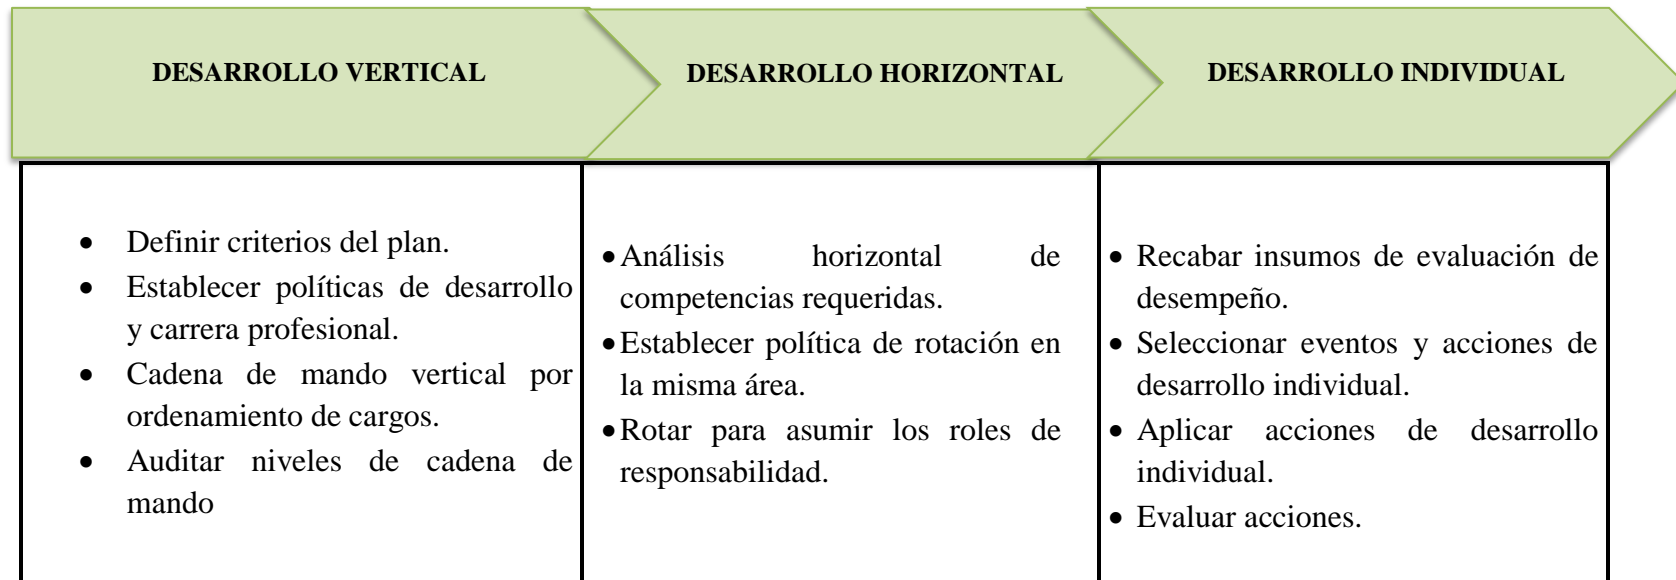 DESARROLLO VERTICAL
DESARROLLO HORIZONTAL
DESARROLLO INDIVIDUAL
• Definir criterios del plan.
• Establecer políticas de desarrollo
y carrera profesional.
• Cadena de mando vertical por
ordenamiento de cargos.
• Auditar niveles de cadena de
mando
• Análisis horizontal de
competencias requeridas.
• Establecer política de rotación en
la misma área.
• Rotar para asumir los roles de
responsabilidad.
• Recabar insumos de evaluación de
desempeño.
• Seleccionar eventos y acciones de
desarrollo individual.
• Aplicar acciones de desarrollo
individual.
• Evaluar acciones.